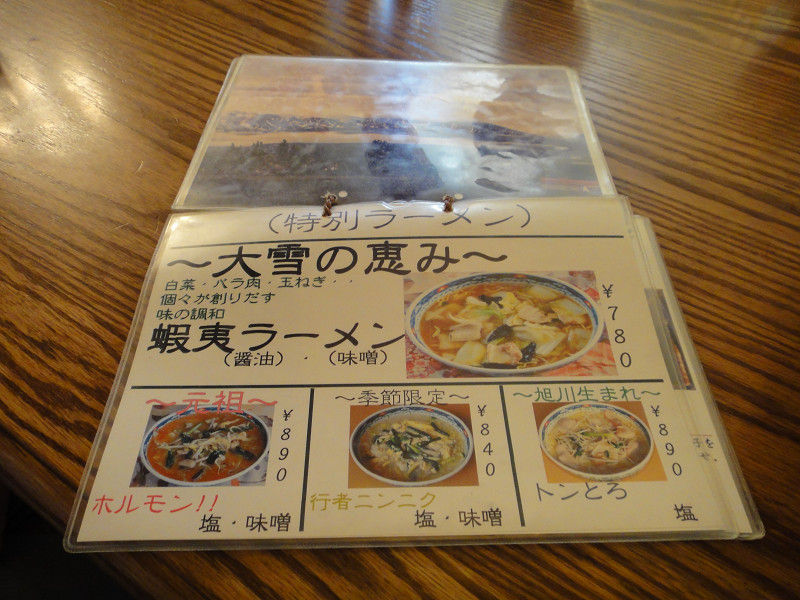 (特別ラーメン)
～大雪の恵み～
白菜・バラ肉・玉ねぎ・・
個々が創りだす
味の調和
蝦夷ラーメン
(醤油)・(味噌)
￥780
～元祖～
￥890
ホルモン!!
塩・味噌
～季節限定～
￥840
行者ニンニク
塩・味噌
～旭川生まれ～
￥890
トンとろ
塩
子を
や.